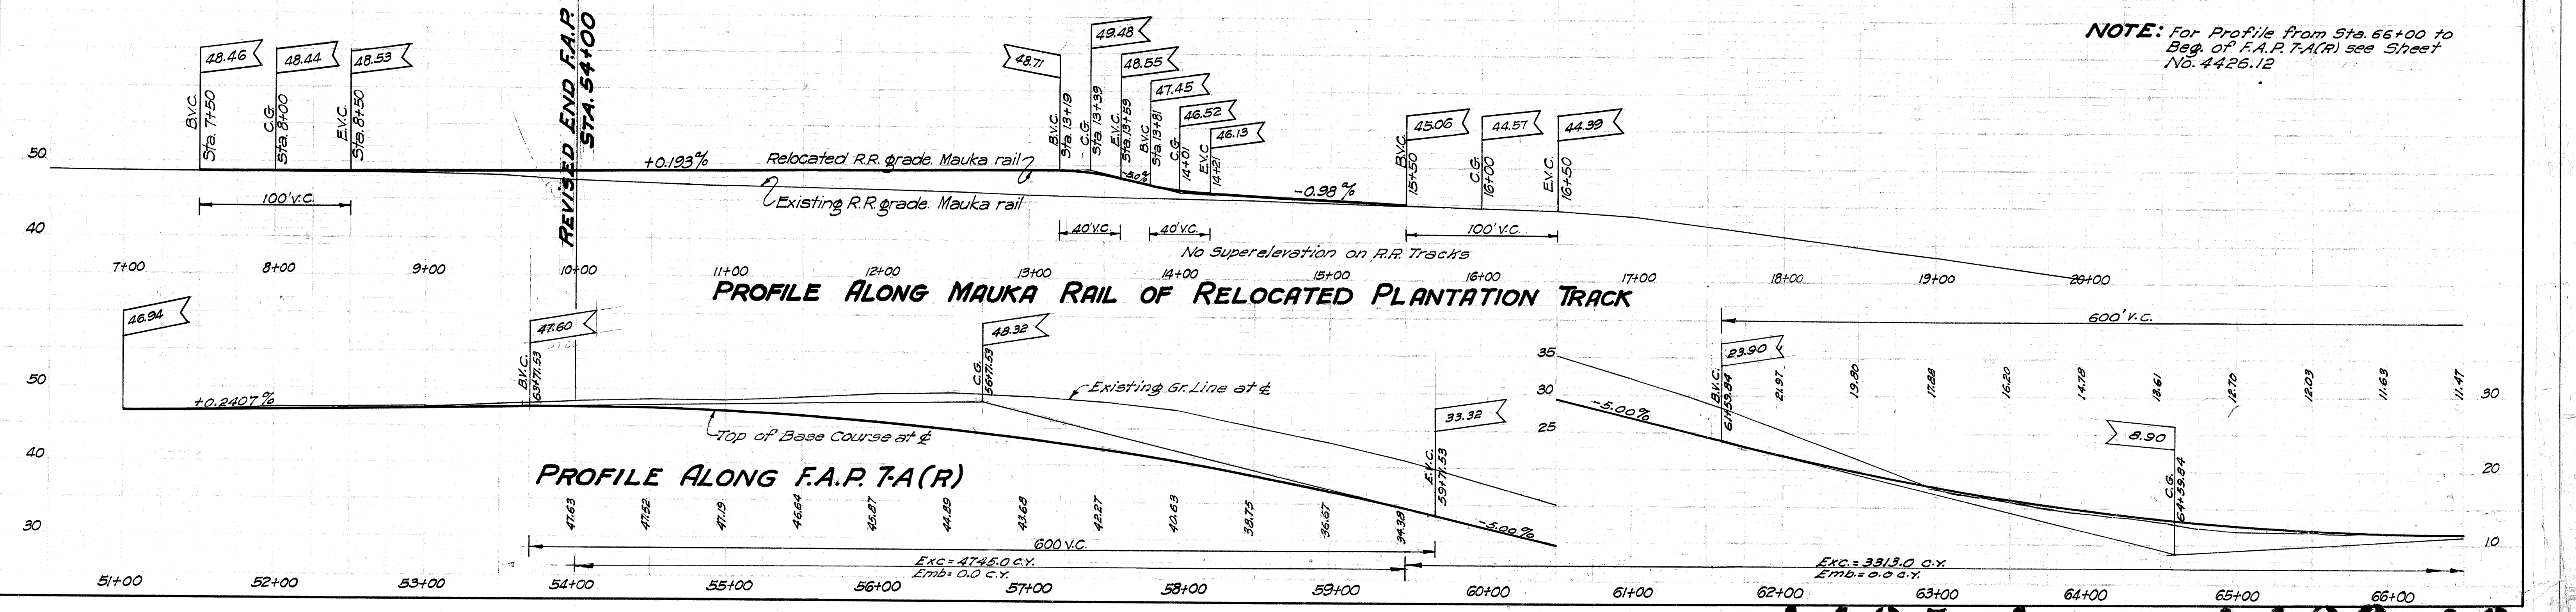 NOTE: For Profile from Sta. 66+00 to
Beg. of F.A.P. 7-A(R) see Sheet
No. 4426.12
REVISED END F.A.P.
STA. 54+00
48.46
48.44
48.53
48.71
49.48
48.55
47.45
46.52
46.13
45.06
44.57
44.39
B.V.C.
Sta. 7+50
C.G.
Sta. 8+00
E.V.C.
Sta. 8+50
B.V.C.
Sta. 13+19
C.G.
Sta. 13+39
E.V.C.
Sta. 13+59
B.V.C.
Sta. 13+81
C.G.
14+01
E.V.C.
14+21
B.V.C.
15+50
C.G.
16+00
E.V.C.
16+50
50
+0.193%
Relocated R.R. grade. Mauka rail
-5.0%
-0.98%
100' V.C.
Existing R.R. grade. Mauka rail
40
40' V.C.
40' V.C.
100' V.C.
No Superelevation on R.R. Tracks
7+00
8+00
9+00
10+00
11+00
12+00
13+00
14+00
15+00
16+00
17+00
18+00
19+00
20+00
PROFILE ALONG MAUKA RAIL OF RELOCATED PLANTATION TRACK
46.94
47.60
48.32
600' V.C.
B.V.C.
53+71.53
C.G.
56+71.53
35
30
25
23.90
B.V.C.
61+59.84
21.97
19.80
17.88
16.20
14.78
13.61
12.70
12.03
11.63
11.47
30
50
+0.2407%
Existing Gr. Line at ℄
-5.00%
33.32
8.90
Top of Base Course at ℄
40
E.V.C.
59+71.53
C.G.
64+59.84
20
PROFILE ALONG F.A.P. 7-A(R)
47.63
47.52
47.19
46.64
45.87
44.89
43.68
42.27
40.63
38.75
36.67
34.38
30
-5.00%
10
600 V.C.
Exc = 4745.0 c.y.
Emb = 0.0 c.y.
Exc. = 3313.0 c.y.
Emb. = 0.0 c.y.
51+00
52+00
53+00
54+00
55+00
56+00
57+00
58+00
59+00
60+00
61+00
62+00
63+00
64+00
65+00
66+00